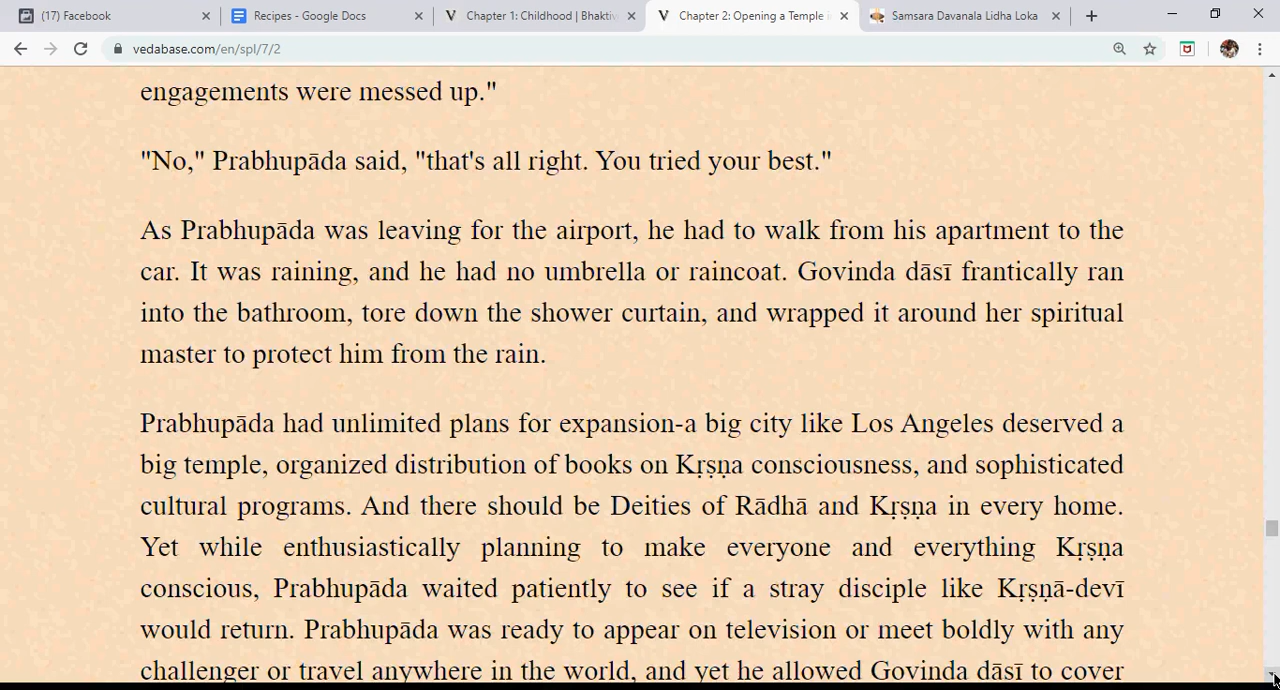 (17) Facebook
Recipes - Google Docs
Chapter 1: Childhood | Bhaktiv
Chapter 2: Opening a Temple i
Samsara Davanala Lidha Loka
vedabase.com/en/spl/7/2
engagements were messed up."
"No," Prabhupāda said, "that's all right. You tried your best."
As Prabhupāda was leaving for the airport, he had to walk from his apartment to the
car. It was raining, and he had no umbrella or raincoat. Govinda dāsī frantically ran
into the bathroom, tore down the shower curtain, and wrapped it around her spiritual
master to protect him from the rain.
Prabhupāda had unlimited plans for expansion-a big city like Los Angeles deserved a
big temple, organized distribution of books on Kṛṣṇa consciousness, and sophisticated
cultural programs. And there should be Deities of Rādhā and Kṛṣṇa in every home.
Yet while enthusiastically planning to make everyone and everything Kṛṣṇa
conscious, Prabhupāda waited patiently to see if a stray disciple like Kṛṣṇā-devī
would return. Prabhupāda was ready to appear on television or meet boldly with any
challenger or travel anywhere in the world, and yet he allowed Govinda dāsī to cover